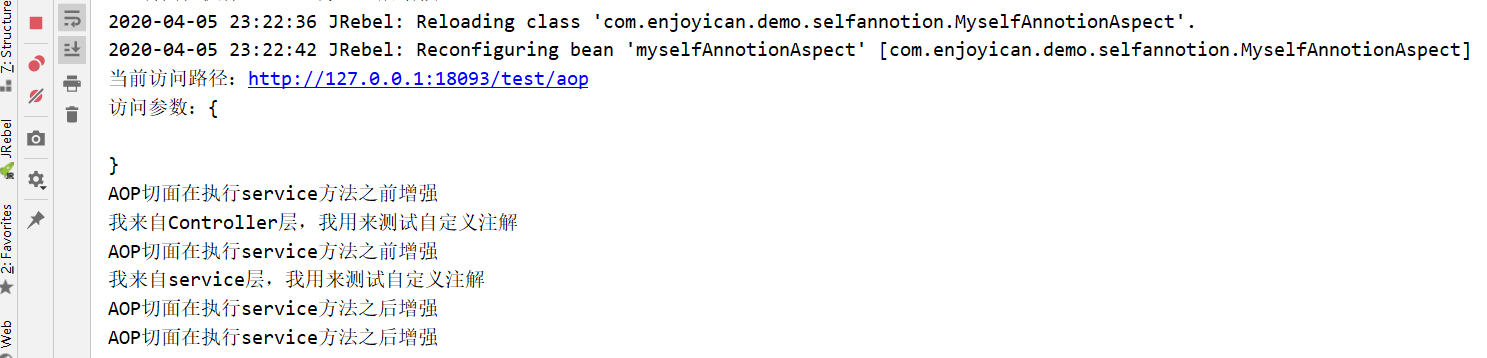 2020-04-05 23:22:36 JRebel: Reloading class 'com.enjoyican.demo.selfannotion.MyselfAnnotionAspect'.
2020-04-05 23:22:42 JRebel: Reconfiguring bean 'myselfAnnotionAspect' [com.enjoyican.demo.selfannotion.MyselfAnnotionAspect]
当前访问路径：http://127.0.0.1:18093/test/aop
访问参数：{
}
AOP切面在执行service方法之前增强
我来自Controller层，我用来测试自定义注解
AOP切面在执行service方法之前增强
我来自service层，我用来测试自定义注解
AOP切面在执行service方法之后增强
AOP切面在执行service方法之后增强
Z: Structure
JRebel
2: Favorites
Web